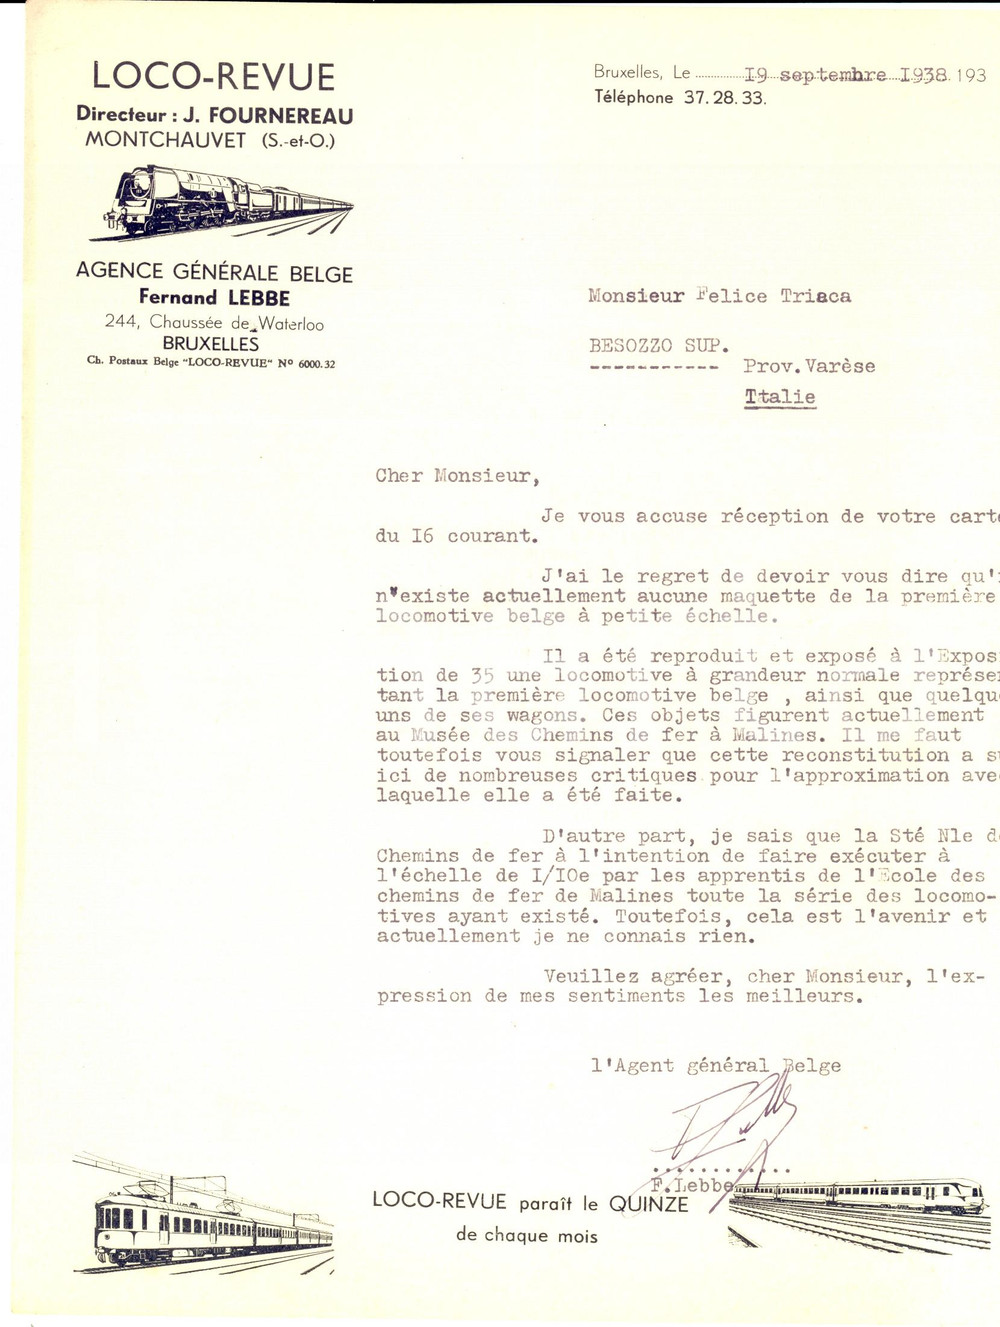 LOCO-REVUE
Directeur : J. FOURNEREAU
MONTCHAUVET (S.-et-O.)
AGENCE GÉNÉRALE BELGE
Fernand LEBBE
244, Chaussée de Waterloo
BRUXELLES
Ch. Postaux Belge "LOCO-REVUE" Nº 6000.32
Bruxelles, Le I9 septembre I938. 193
Téléphone 37.28.33.
Monsieur Felice Triaca
BESOZZO SUP.
----------- Prov.Varèse
Italie
Cher Monsieur,
Je vous accuse réception de votre carte
du I6 courant.
J'ai le regret de devoir vous dire qu'i
n'existe actuellement aucune maquette de la première
locomotive belge à petite échelle.
Il a été reproduit et exposé à l'Expos
tion de 35 une locomotive à grandeur normale représen
tant la première locomotive belge , ainsi que quelqu
uns de ses wagons. Ces objets figurent actuellement
au Musée des Chemins de fer à Malines. Il me faut
toutefois vous signaler que cette reconstitution a s
ici de nombreuses critiques pour l'approximation ave
laquelle elle a été faite.
D'autre part, je sais que la Sté Nle d
Chemins de fer à l'intention de faire exécuter à
l'échelle de I/IOe par les apprentis de l'Ecole des
chemins de fer de Malines toute la série des locomo-
tives ayant existé. Toutefois, cela est l'avenir et
actuellement je ne connais rien.
Veuillez agréer, cher Monsieur, l'ex-
pression de mes sentiments les meilleurs.
l'Agent général Belge
F.Lebbe
LOCO-REVUE paraît le QUINZE
de chaque mois